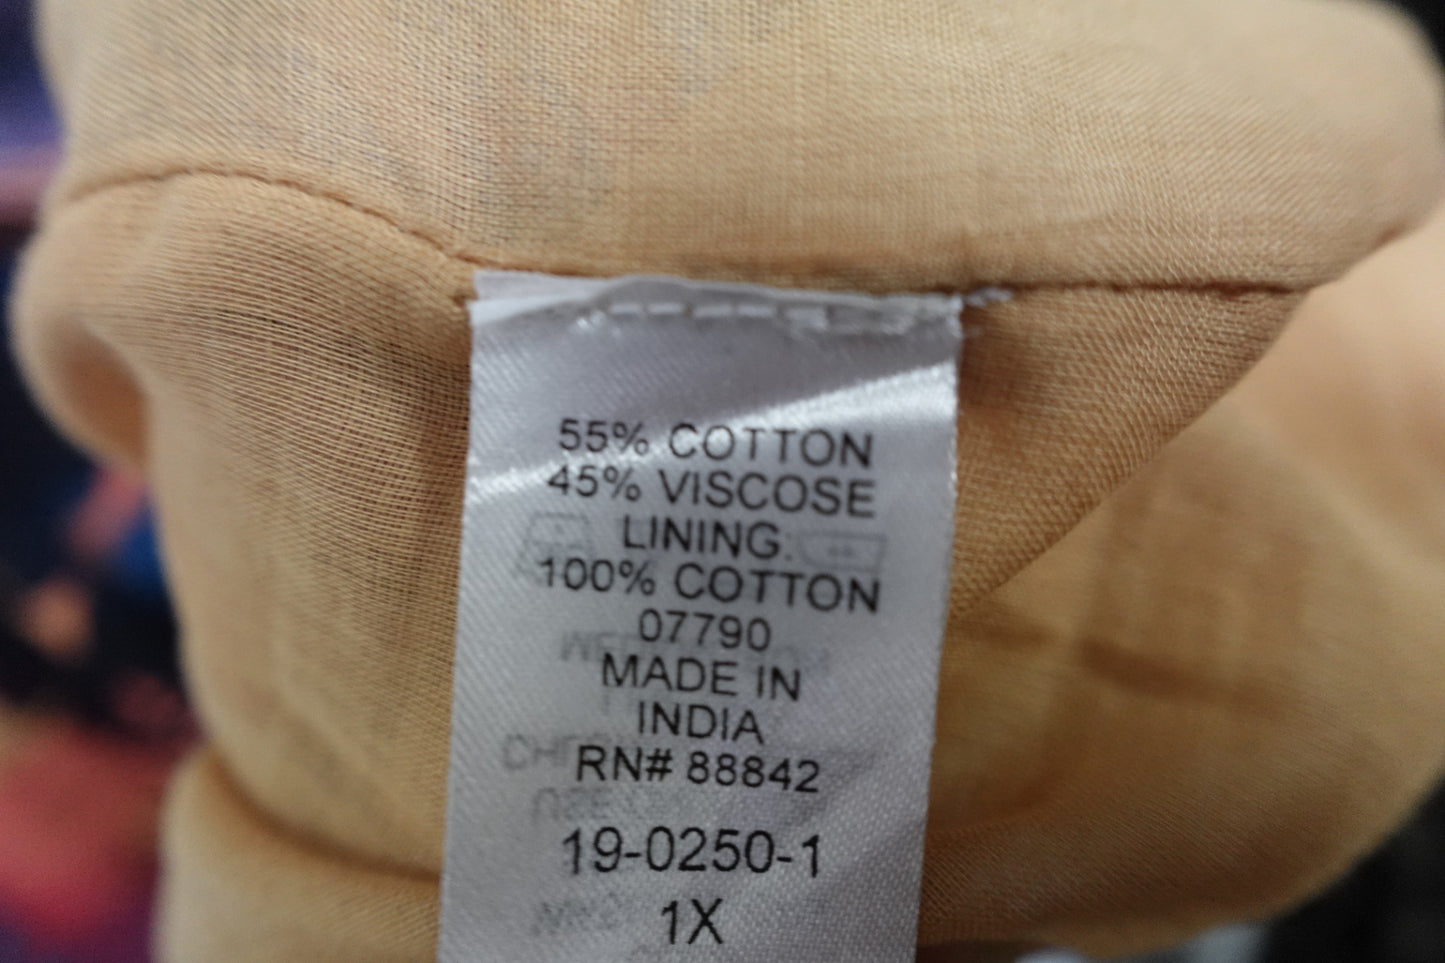 55% COTTON
45% VISCOSE
LINING:
100% COTTON
07790
MADE IN
INDIA
RN# 88842
19-0250-1
1X